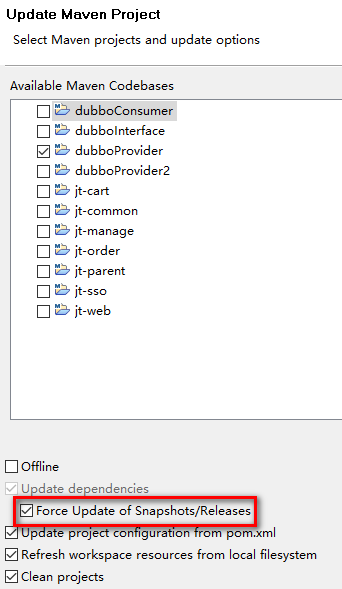 Update Maven Project
Select Maven projects and update options
Available Maven Codebases
dubboConsumer
dubboInterface
dubboProvider
dubboProvider2
jt-cart
jt-common
jt-manage
jt-order
jt-parent
jt-sso
jt-web
Offline
Update dependencies
Force Update of Snapshots/Releases
Update project configuration from pom.xml
Refresh workspace resources from local filesystem
Clean projects